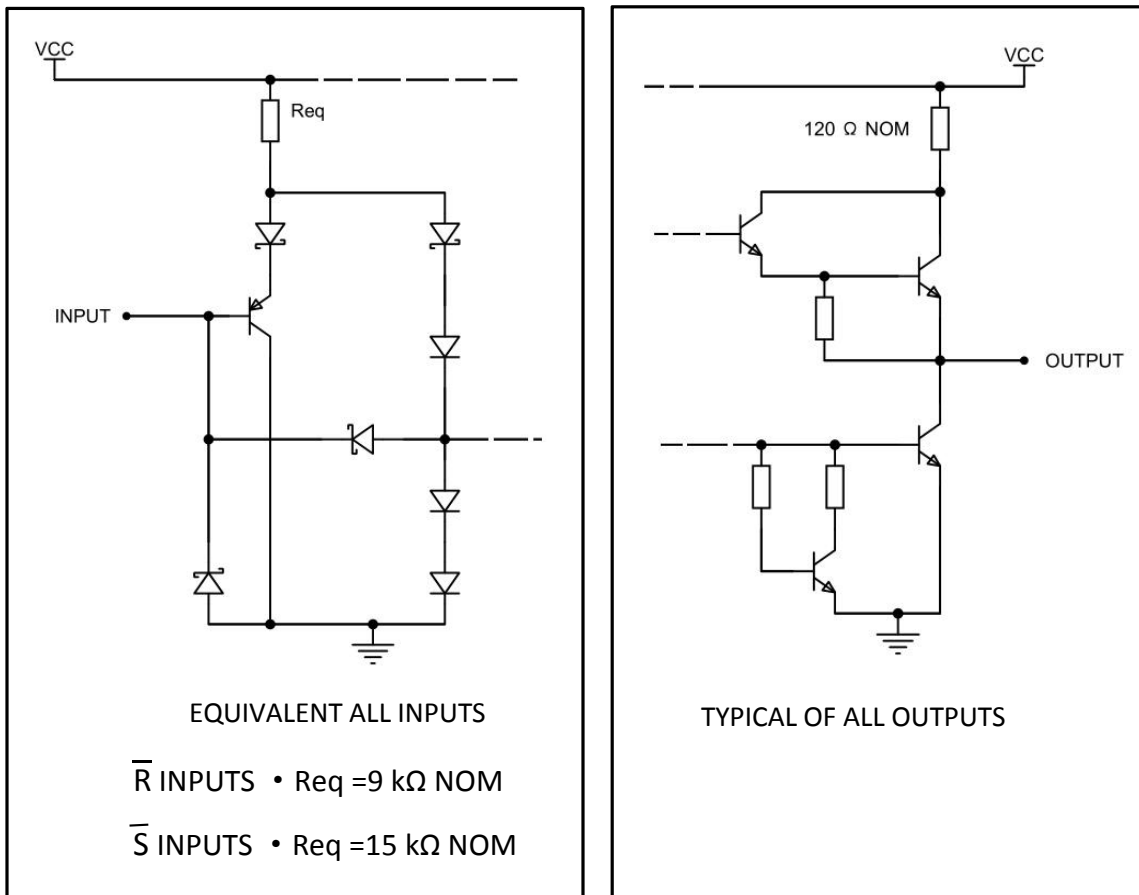 VCC
Req
INPUT
EQUIVALENT ALL INPUTS
R̅ INPUTS • Req =9 kΩ NOM
S̅ INPUTS • Req =15 kΩ NOM
VCC
120 Ω NOM
OUTPUT
TYPICAL OF ALL OUTPUTS